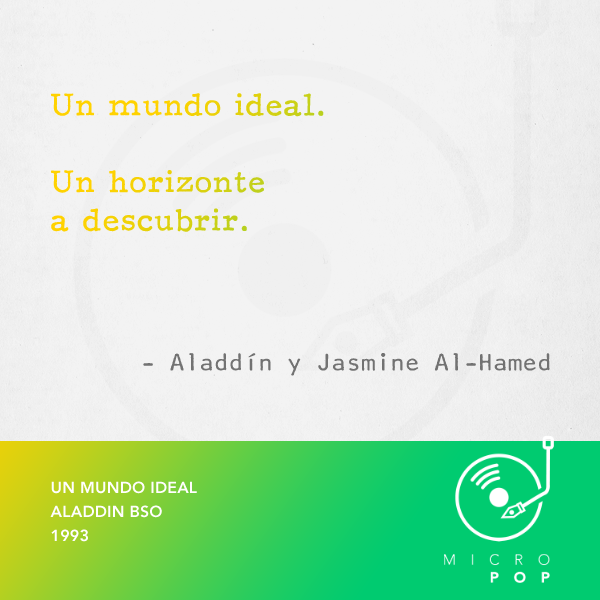 Un mundo ideal.
Un horizonte
a descubrir.
- Aladdín y Jasmine Al-Hamed
UN MUNDO IDEAL
ALADDIN BSO
1993
MICRO
POP